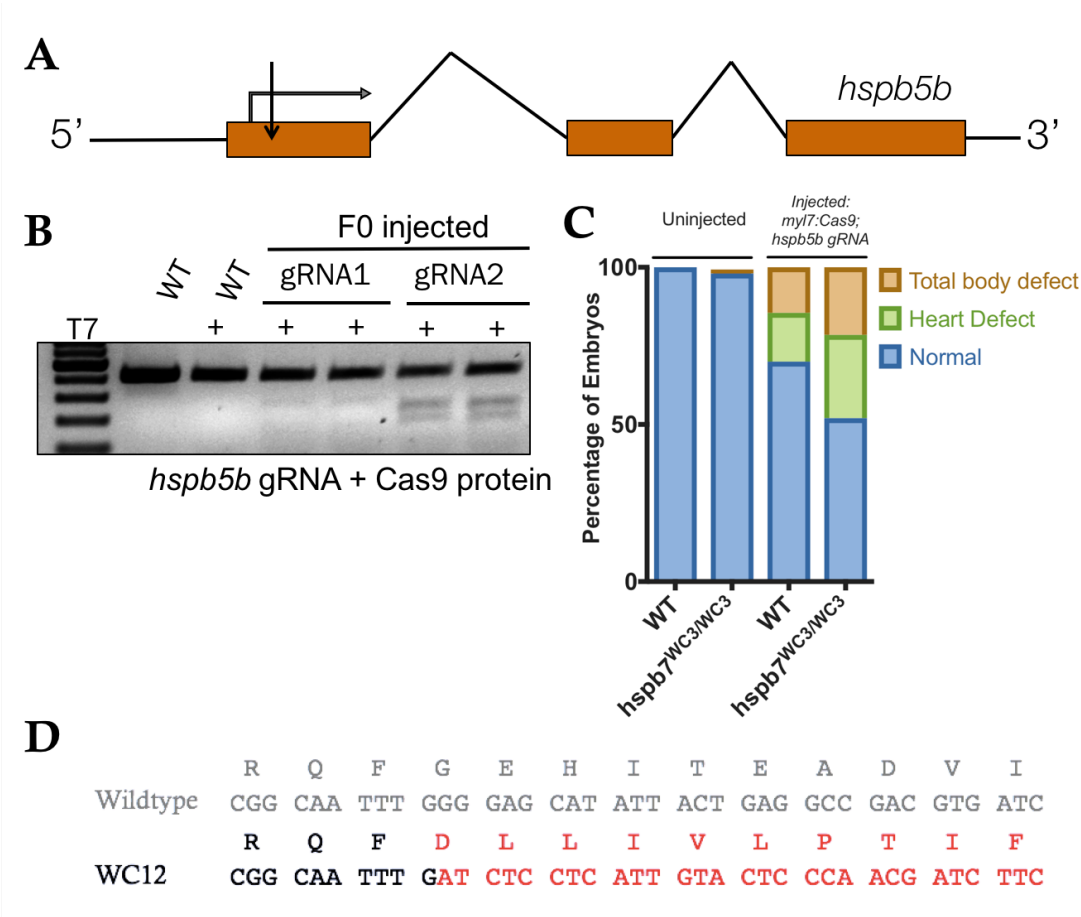 A
5’
hspb5b
3’
B
F0 injected
WT
WT
gRNA1
gRNA2
T7
+
+
+
+
+
hspb5b gRNA + Cas9 protein
C
Uninjected
Injected:
myl7:Cas9;
hspb5b gRNA
100
50
0
Percentage of Embryos
Total body defect
Heart Defect
Normal
WT
hspb7WC3/WC3
WT
hspb7WC3/WC3
D
R Q F G E H I T E A D V I
Wildtype CGG CAA TTT GGG GAG CAT ATT ACT GAG GCC GAC GTG ATC
R Q F D L L I V L P T I F
WC12 CGG CAA TTT GAT CTC CTC ATT GTA CTC CCA ACG ATC TTC